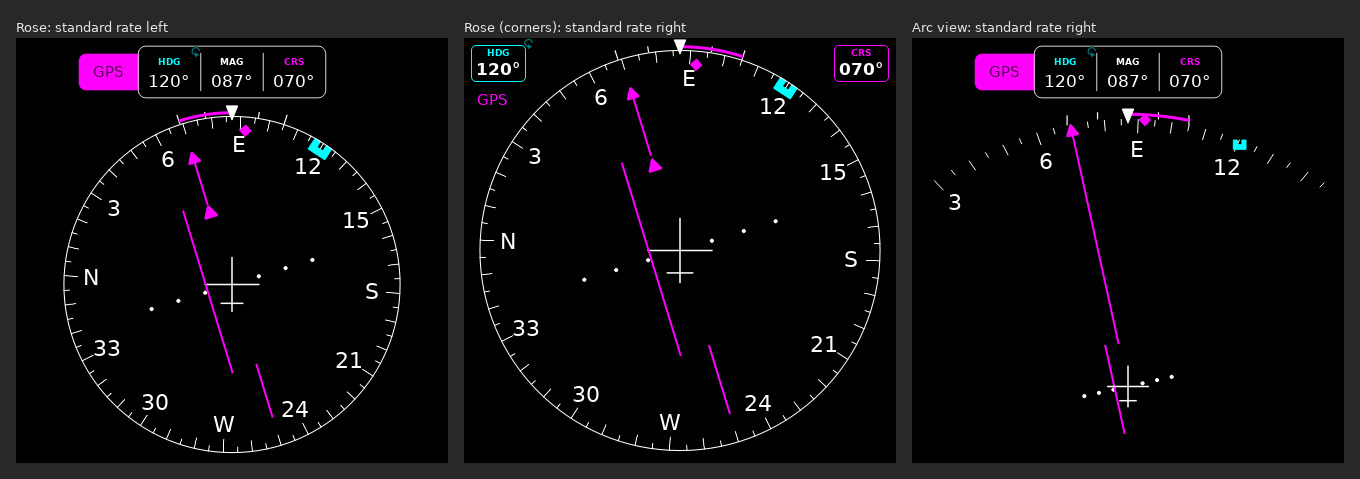 Rose: standard rate left
GPS
HDG MAG CRS
120° 087° 070°
E
6 12
3 15
N S
33 21
30 24
W
Rose (corners): standard rate right
HDG
120°
CRS
070°
GPS
E
6 12
3 15
N S
33 21
30 24
W
Arc view: standard rate right
GPS
HDG MAG CRS
120° 087° 070°
E
6 12
3